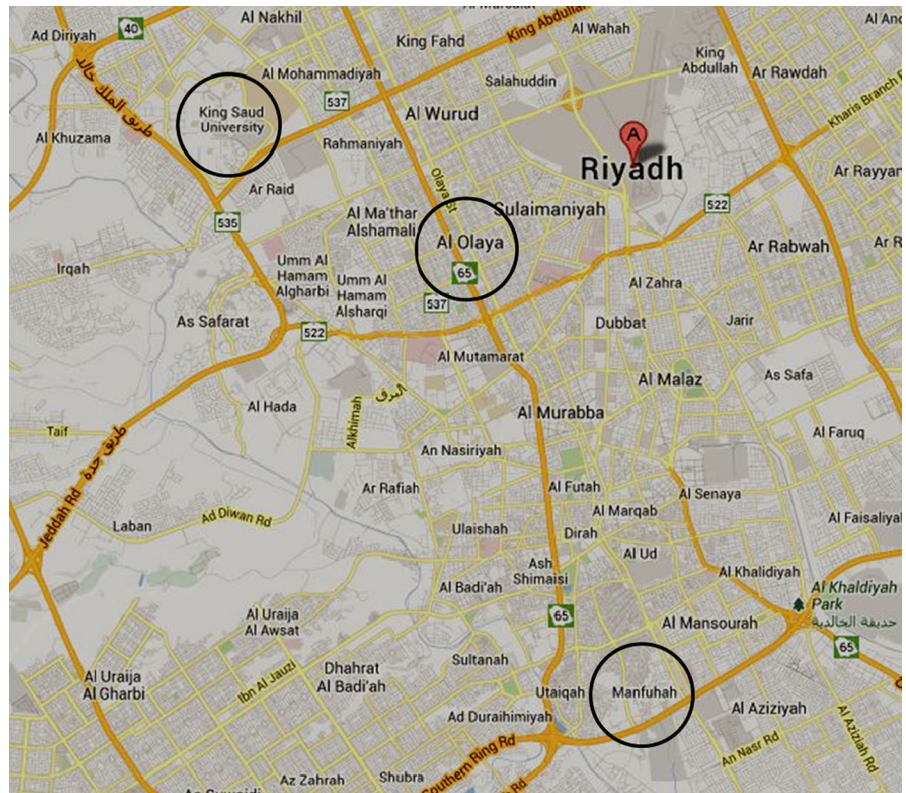 Al Nakhil
Al Wahah
40
Ad Diriyah
King Fahd
King Abdullah
King
Abdullah
Al Mohammadiyah
Salahuddin
Ar Rawdah
طريق الملك خالد
537
King Saud
University
Al Wurud
Kharis Branch
A
Al Khuzama
Rahmaniyah
Riyadh
Ar Rayyan
Ar Raid
Olaya St
535
Al Ma'thar
Alshamali
Sulaimaniyah
522
Al Olaya
Ar Rabwah
Irqah
Umm Al
Hamam
Algharbi
65
Umm Al
Hamam
Alsharqi
Al Zahra
537
As Safarat
522
Dubbat
Jarir
Al Mutamarat
Al Malaz
As Safa
البرق
Al Hada
Alkhimah
Al Murabba
Taif
Al Faruq
طريق جدة
Jeddah Rd
An Nasiriyah
Ar Rafiah
Al Futah
Al Senaya
Al Marqab
Ad Diwan Rd
Laban
Ulaishah
Dirah
Al Faisaliyah
Al Ud
Ash
Shimaisi
Al Khalidiyah
Al Badi'ah
Al Khaldiyah
Park
حديقة الخالدية
Al Uraija
Al Awsat
65
Al Mansourah
65
Al Uraija
Al Gharbi
Ibn Al Jauzi
Dhahrat
Al Badi'ah
Sultanah
Utaiqah
Manfuhah
Al Aziziyah
Ad Duraihimiyah
Al Aziziah Rd
An Nasr Rd
Southern Ring Rd
Az Zahrah
Shubra